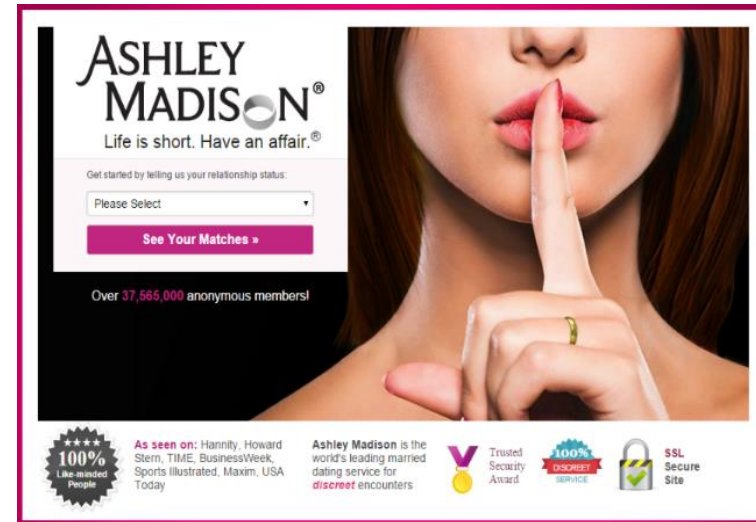 ASHLEY
MADISON®
Life is short. Have an affair.®
Get started by telling us your relationship status:
Please Select
See Your Matches »
Over 37,565,000 anonymous members!
100%
Like-minded
People
As seen on: Hannity, Howard
Stern, TIME, BusinessWeek,
Sports Illustrated, Maxim, USA
Today
Ashley Madison is the
world's leading married
dating service for
discreet encounters
Trusted
Security
Award
100%
DISCREET
SERVICE
SSL
Secure
Site